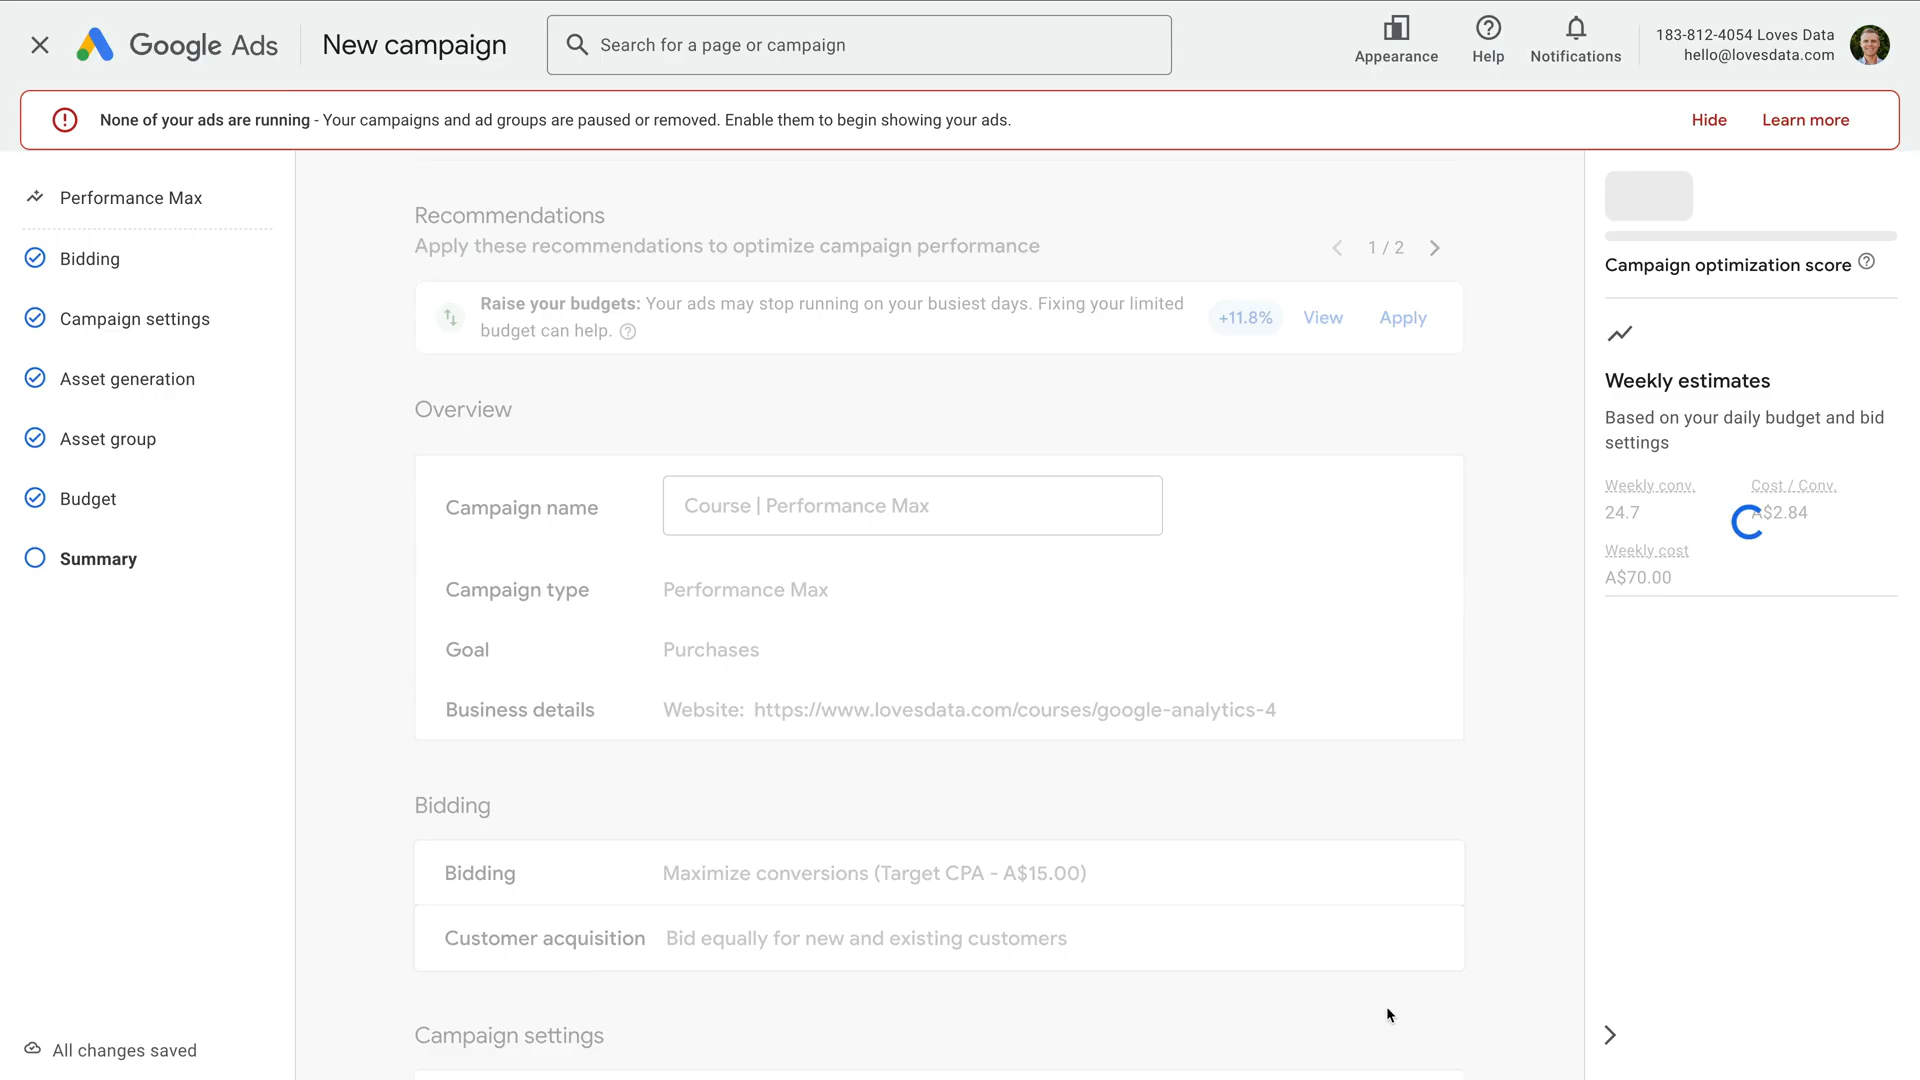 Google Ads
New campaign
Search for a page or campaign
Appearance
Help
Notifications
183-812-4054 Loves Data
hello@lovesdata.com
None of your ads are running - Your campaigns and ad groups are paused or removed. Enable them to begin showing your ads.
Hide
Learn more
Performance Max
Bidding
Campaign settings
Asset generation
Asset group
Budget
Summary
All changes saved
Recommendations
Apply these recommendations to optimize campaign performance
1 / 2
Raise your budgets: Your ads may stop running on your busiest days. Fixing your limited
budget can help.
+11.8%
View
Apply
Overview
Campaign name
Course | Performance Max
Campaign type
Performance Max
Goal
Purchases
Business details
Website: https://www.lovesdata.com/courses/google-analytics-4
Bidding
Bidding
Maximize conversions (Target CPA - A$15.00)
Customer acquisition
Bid equally for new and existing customers
Campaign settings
Campaign optimization score
Weekly estimates
Based on your daily budget and bid
settings
Weekly conv.
Cost / Conv.
24.7
A$2.84
Weekly cost
A$70.00